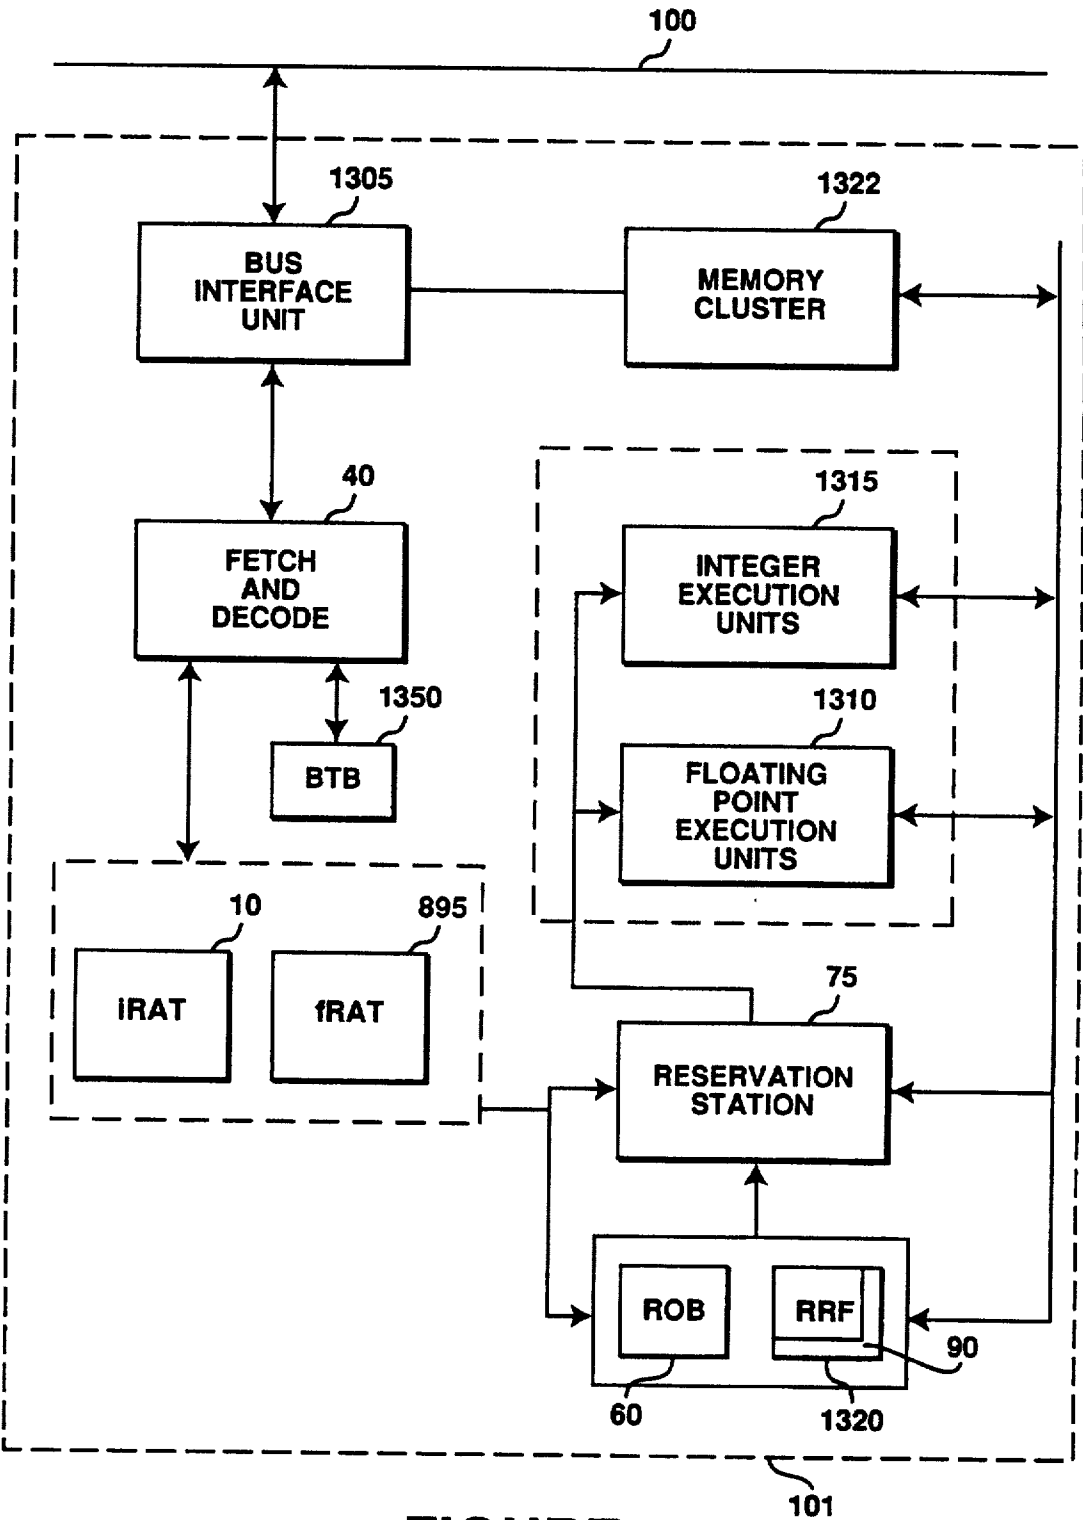 100
1305
BUS
INTERFACE
UNIT
1322
MEMORY
CLUSTER
40
FETCH
AND
DECODE
1315
INTEGER
EXECUTION
UNITS
1350
BTB
1310
FLOATING
POINT
EXECUTION
UNITS
10
iRAT
895
fRAT
75
RESERVATION
STATION
ROB
RRF
90
60
1320
101